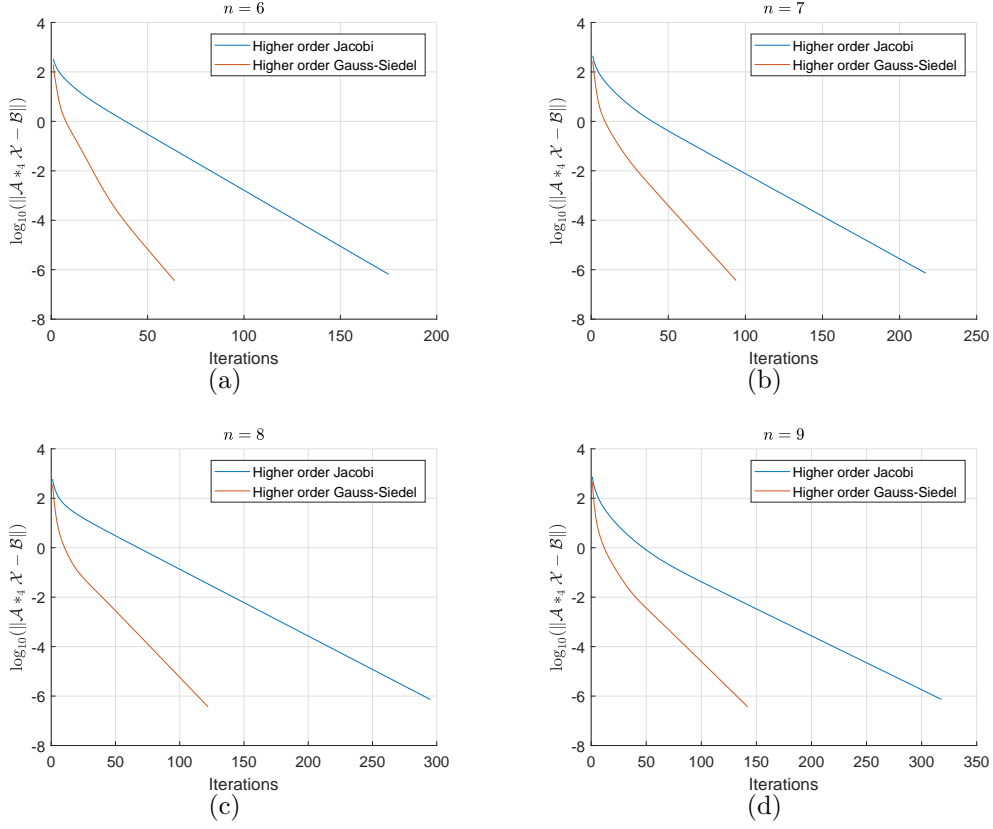 n = 6
4
2
0
-2
-4
-6
-8
log₁₀(||𝒜 *₄ 𝒳 − ℬ||)
Higher order Jacobi
Higher order Gauss-Siedel
0 50 100 150 200
Iterations
(a)
n = 7
4
2
0
-2
-4
-6
-8
log₁₀(||𝒜 *₄ 𝒳 − ℬ||)
Higher order Jacobi
Higher order Gauss-Siedel
0 50 100 150 200 250
Iterations
(b)
n = 8
4
2
0
-2
-4
-6
-8
log₁₀(||𝒜 *₄ 𝒳 − ℬ||)
Higher order Jacobi
Higher order Gauss-Siedel
0 50 100 150 200 250 300
Iterations
(c)
n = 9
4
2
0
-2
-4
-6
-8
log₁₀(||𝒜 *₄ 𝒳 − ℬ||)
Higher order Jacobi
Higher order Gauss-Siedel
0 50 100 150 200 250 300 350
Iterations
(d)